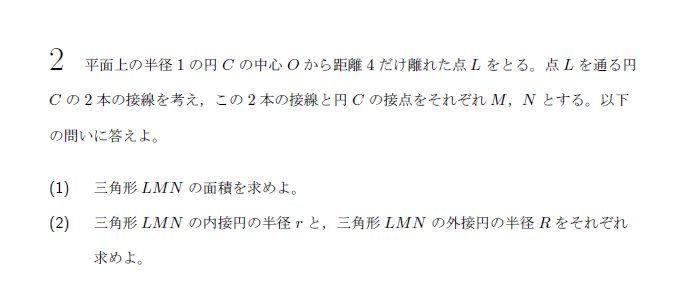 2 平面上の半径 1 の円 C の中心 O から距離 4 だけ離れた点 L をとる。点 L を通る円
C の 2 本の接線を考え，この 2 本の接線と円 C の接点をそれぞれ M，N とする。以下
の問いに答えよ。
(1) 三角形 LMN の面積を求めよ。
(2) 三角形 LMN の内接円の半径 r と，三角形 LMN の外接円の半径 R をそれぞれ
求めよ。